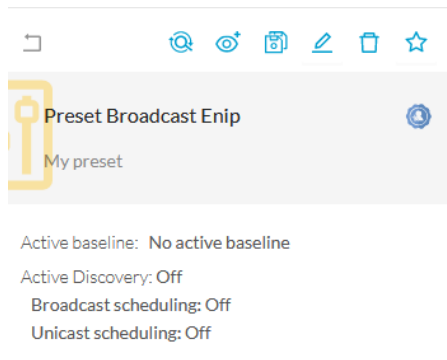 Preset Broadcast Enip
My preset
Active baseline: No active baseline
Active Discovery: Off
Broadcast scheduling: Off
Unicast scheduling: Off